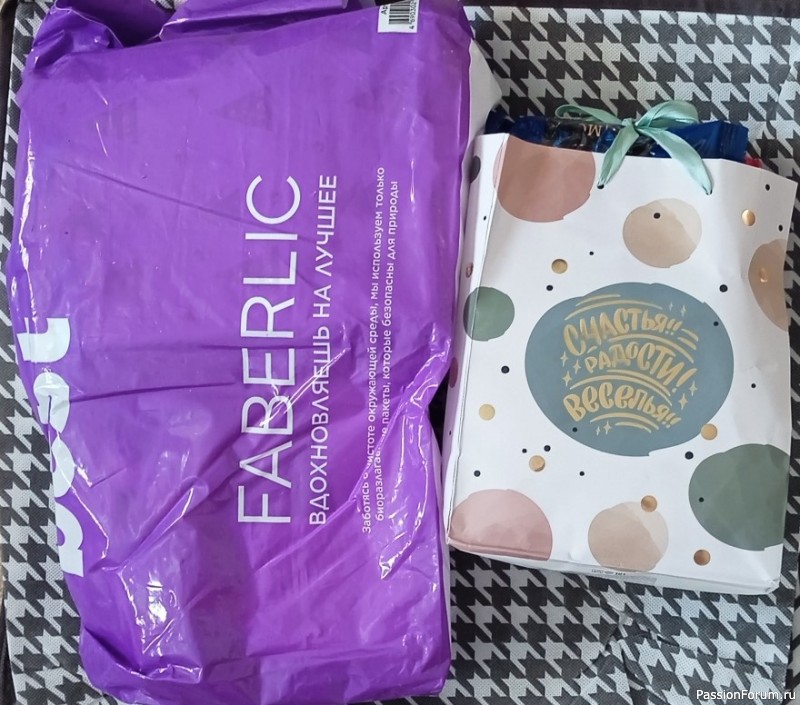 FABERLIC
ВДОХНОВЛЯЕШЬ НА ЛУЧШЕЕ
Заботясь о чистоте окружающей среды, мы используем только
пакеты, которые безопасны для природы
СЧАСТЬЯ!!
РАДОСТИ!
ВЕСЕЛЬЯ!!
PassionForum.ru